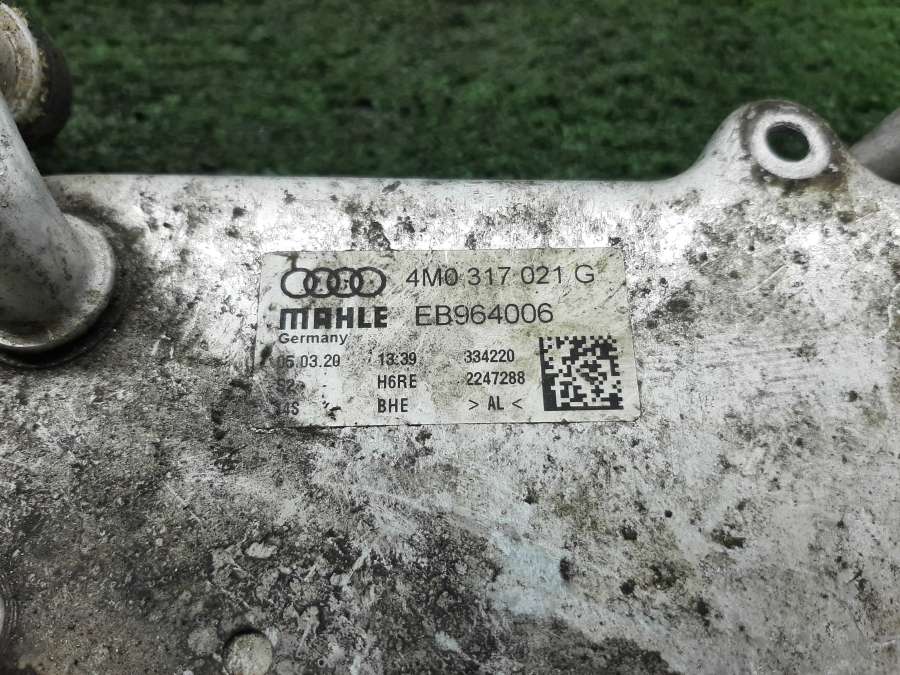 4M0 317 021 G
MAHLE EB964006
Germany
05.03.20 13:39 334220
H6RE 2247288
BHE > AL <